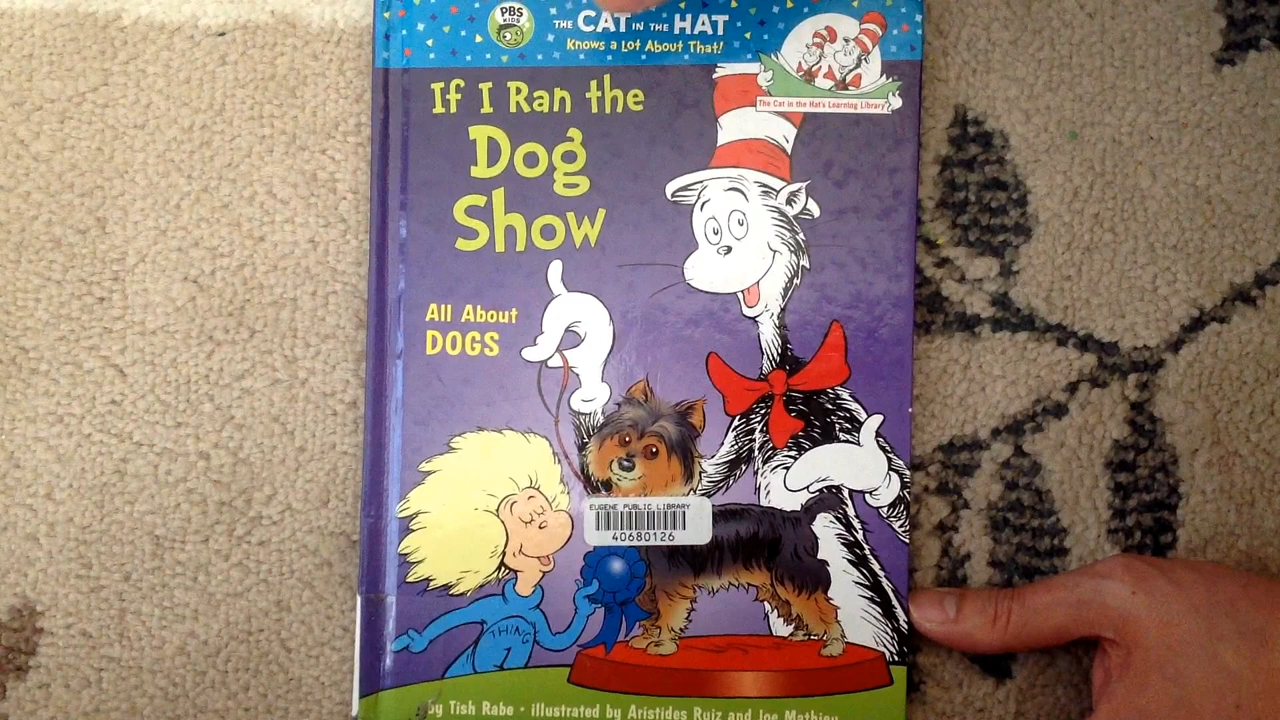 PBS
KIDS
THE CAT IN THE HAT
Knows a Lot About That!
The Cat in the Hat's Learning Library
If I Ran the
Dog
Show
All About
DOGS
EUGENE PUBLIC LIBRARY
40680126
THING
1
by Tish Rabe • illustrated by Aristides Ruiz and Joe Mathieu